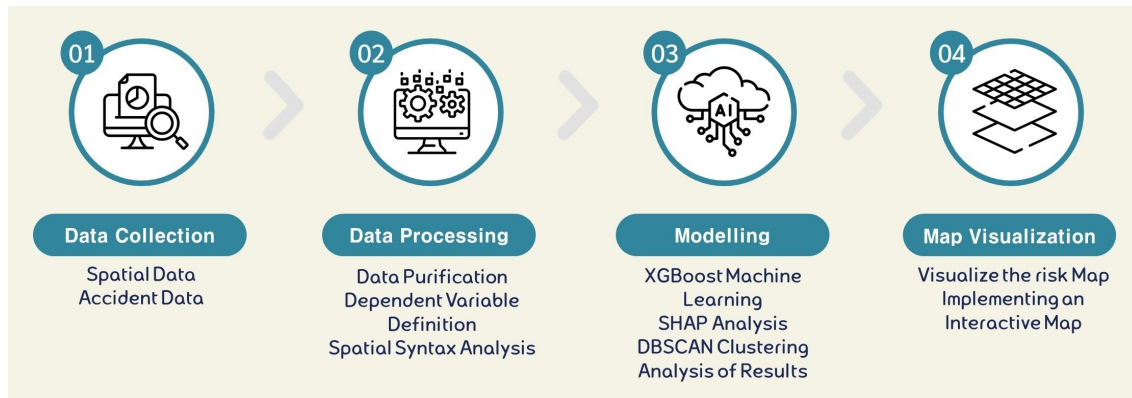 01
Data Collection
Spatial Data
Accident Data
02
Data Processing
Data Purification
Dependent Variable
Definition
Spatial Syntax Analysis
03
AI
Modelling
XGBoost Machine
Learning
SHAP Analysis
DBSCAN Clustering
Analysis of Results
04
Map Visualization
Visualize the risk Map
Implementing an
Interactive Map